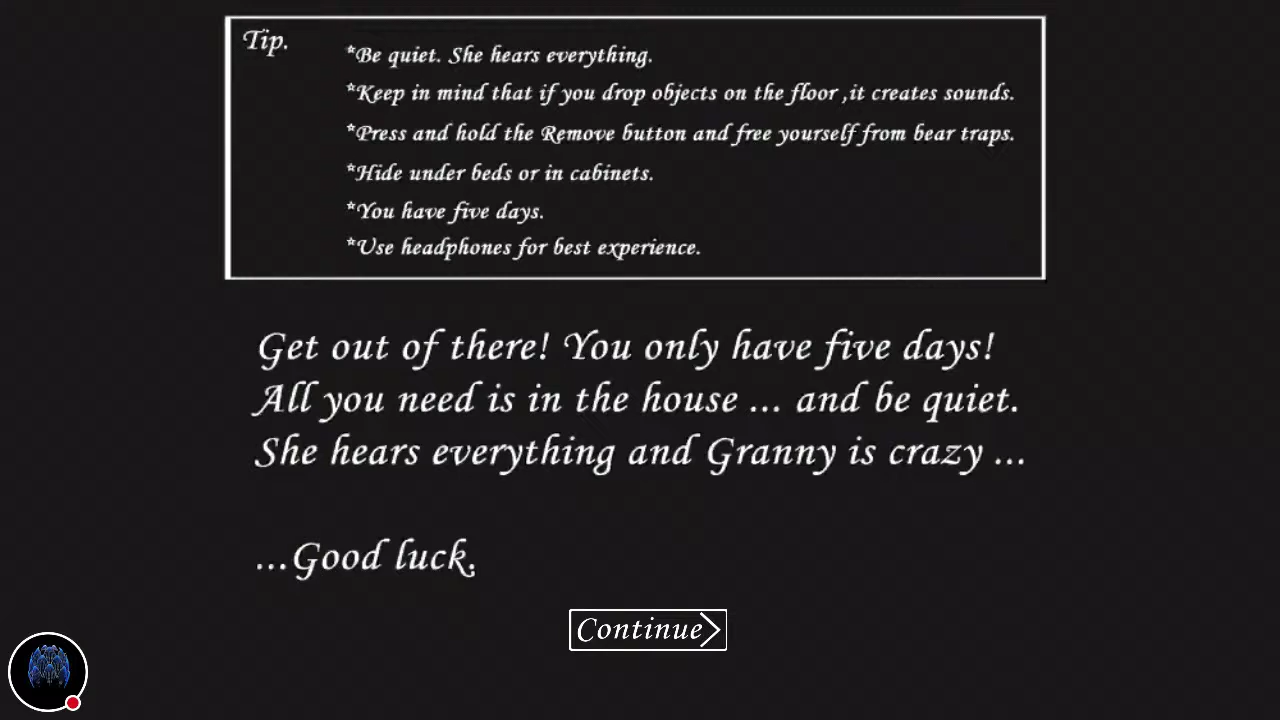 Tip.
*Be quiet. She hears everything.
*Keep in mind that if you drop objects on the floor ,it creates sounds.
*Press and hold the Remove button and free yourself from bear traps.
*Hide under beds or in cabinets.
*You have five days.
*Use headphones for best experience.
Get out of there! You only have five days!
All you need is in the house ... and be quiet.
She hears everything and Granny is crazy ...
...Good luck.
Continue